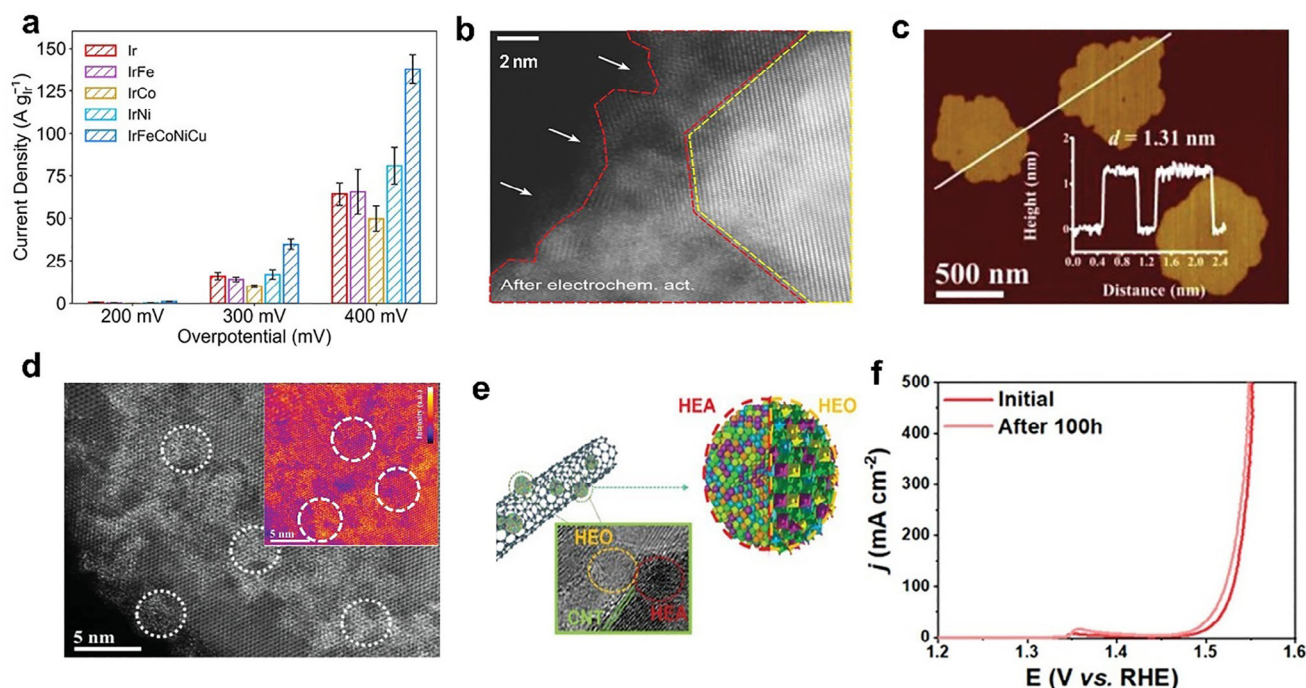 a
Current Density (A g_Ir⁻¹)
150
125
100
75
50
25
0
Ir
IrFe
IrCo
IrNi
IrFeCoNiCu
200 mV
300 mV
400 mV
Overpotential (mV)
b
2 nm
After electrochem. act.
c
d = 1.31 nm
Height (nm)
2
1
0
0.0 0.4 0.8 1.2 1.6 2.0 2.4
Distance (nm)
500 nm
d
5 nm
5 nm
Intensity (a.u.)
e
HEA
HEO
HEO
CNT
HEA
f
j (mA cm⁻²)
500
400
300
200
100
0
Initial
After 100h
1.2 1.3 1.4 1.5 1.6
E (V vs. RHE)